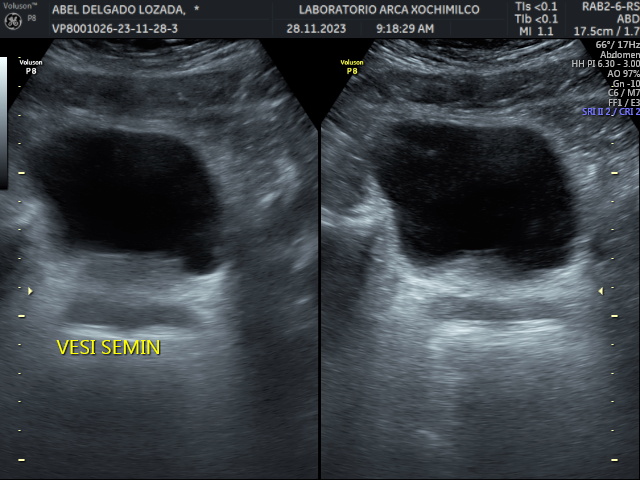 Voluson™
P8
ABEL DELGADO LOZADA, *
LABORATORIO ARCA XOCHIMILCO
TIs <0.1
RAB2-6-RS
VP8001026-23-11-28-3
28.11.2023
9:18:29 AM
TIb <0.1
ABD
MI 1.1
17.5cm / 1.7
66°/ 17Hz
Abdomen
HH PI 6.30 - 3.00
AO 97%
Gn -10
C6 / M7
FF1 / E3
SRI II 2 / CRI 2
Voluson
P8
Voluson
P8
VESI SEMIN